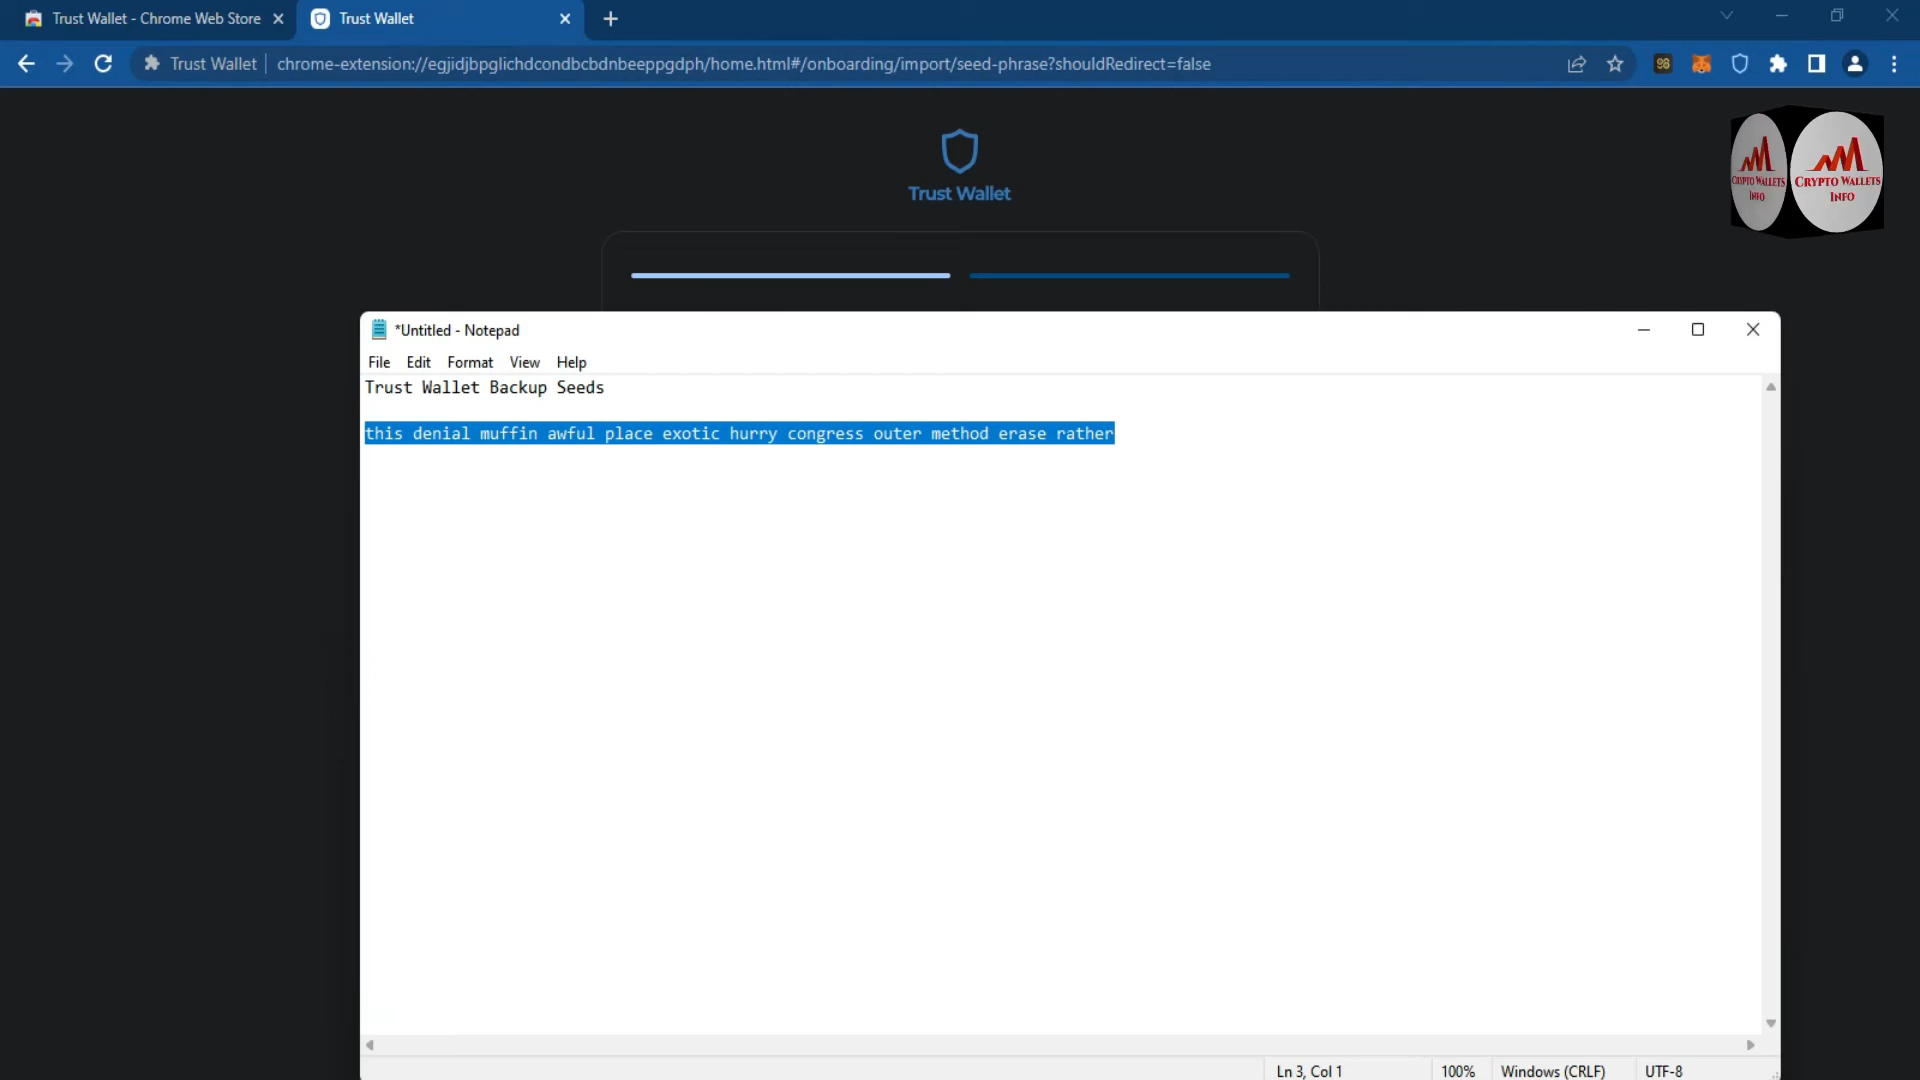 Trust Wallet - Chrome Web Store
Trust Wallet
Trust Wallet
chrome-extension://egjidjbpglichdcondbcbdnbeeppgdph/home.html#/onboarding/import/seed-phrase?shouldRedirect=false
98
Trust Wallet
CRYPTO WALLETS
INFO
CRYPTO WALLETS
INFO
*Untitled - Notepad
File Edit Format View Help
Trust Wallet Backup Seeds
this denial muffin awful place exotic hurry congress outer method erase rather
Ln 3, Col 1 100% Windows (CRLF) UTF-8